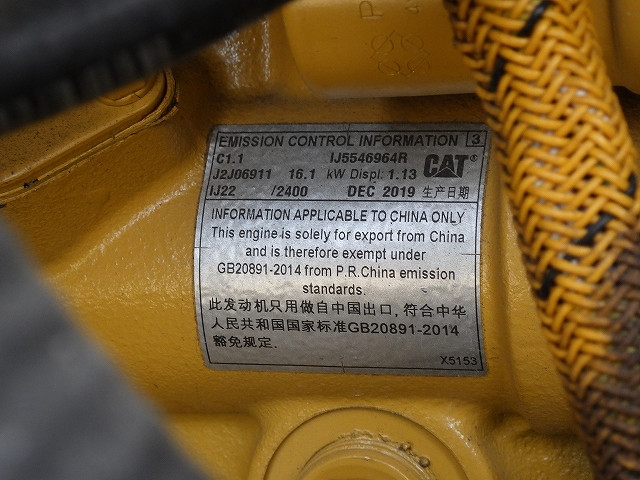 EMISSION CONTROL INFORMATION 3
C1.1 IJ5546964R CAT®
J2J06911 16.1 kW Displ: 1.13
IJ22 /2400 DEC 2019 生产日期
INFORMATION APPLICABLE TO CHINA ONLY
This engine is solely for export from China
and is therefore exempt under
GB20891-2014 from P.R.China emission
standards.
此发动机只用做自中国出口, 符合中华
人民共和国国家标准GB20891-2014
豁免规定.
X5153